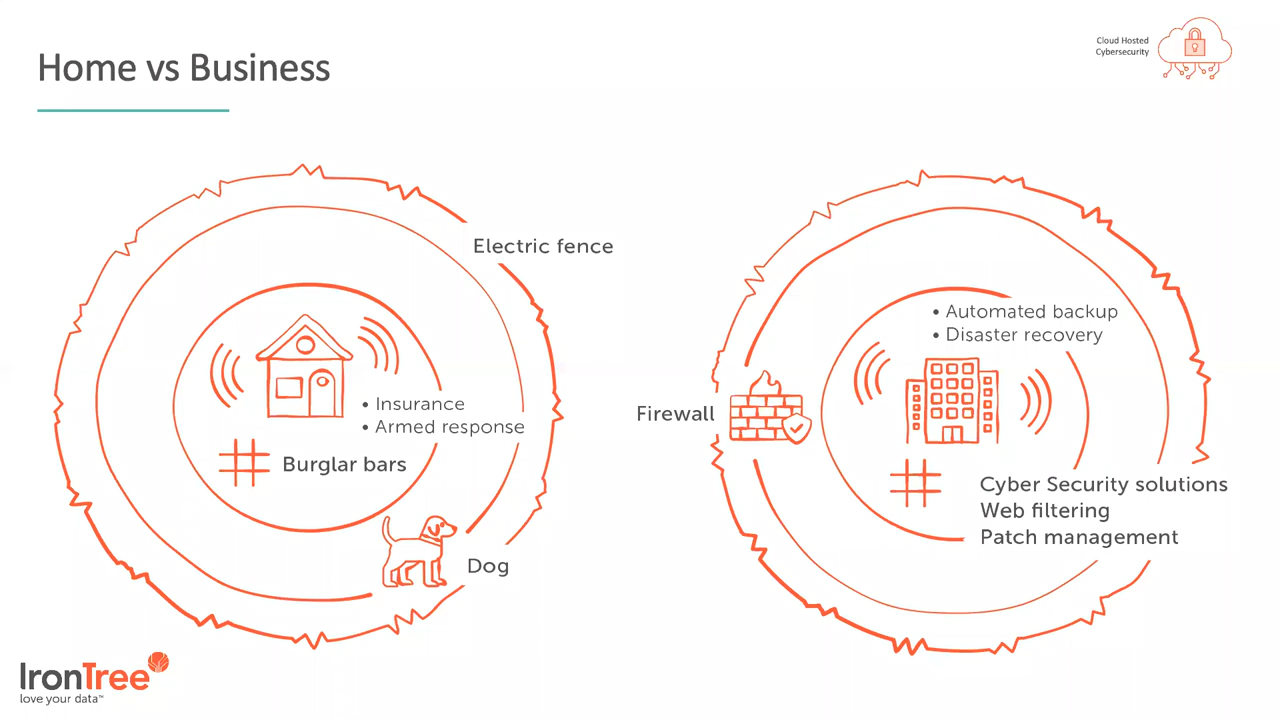 Home vs Business
Cloud Hosted
Cybersecurity
Electric fence
• Insurance
• Armed response
Burglar bars
Dog
• Automated backup
• Disaster recovery
Firewall
Cyber Security solutions
Web filtering
Patch management
IronTree
love your data™